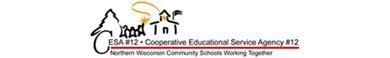 CESA #12 • Cooperative Educational Service Agency #12
Northern Wisconsin Community Schools Working Together